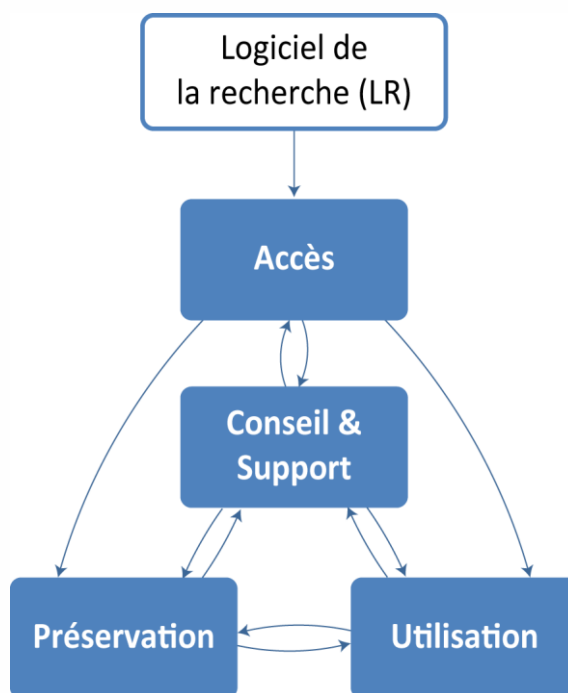 Logiciel de
la recherche (LR)
Accès
Conseil &
Support
Préservation
Utilisation